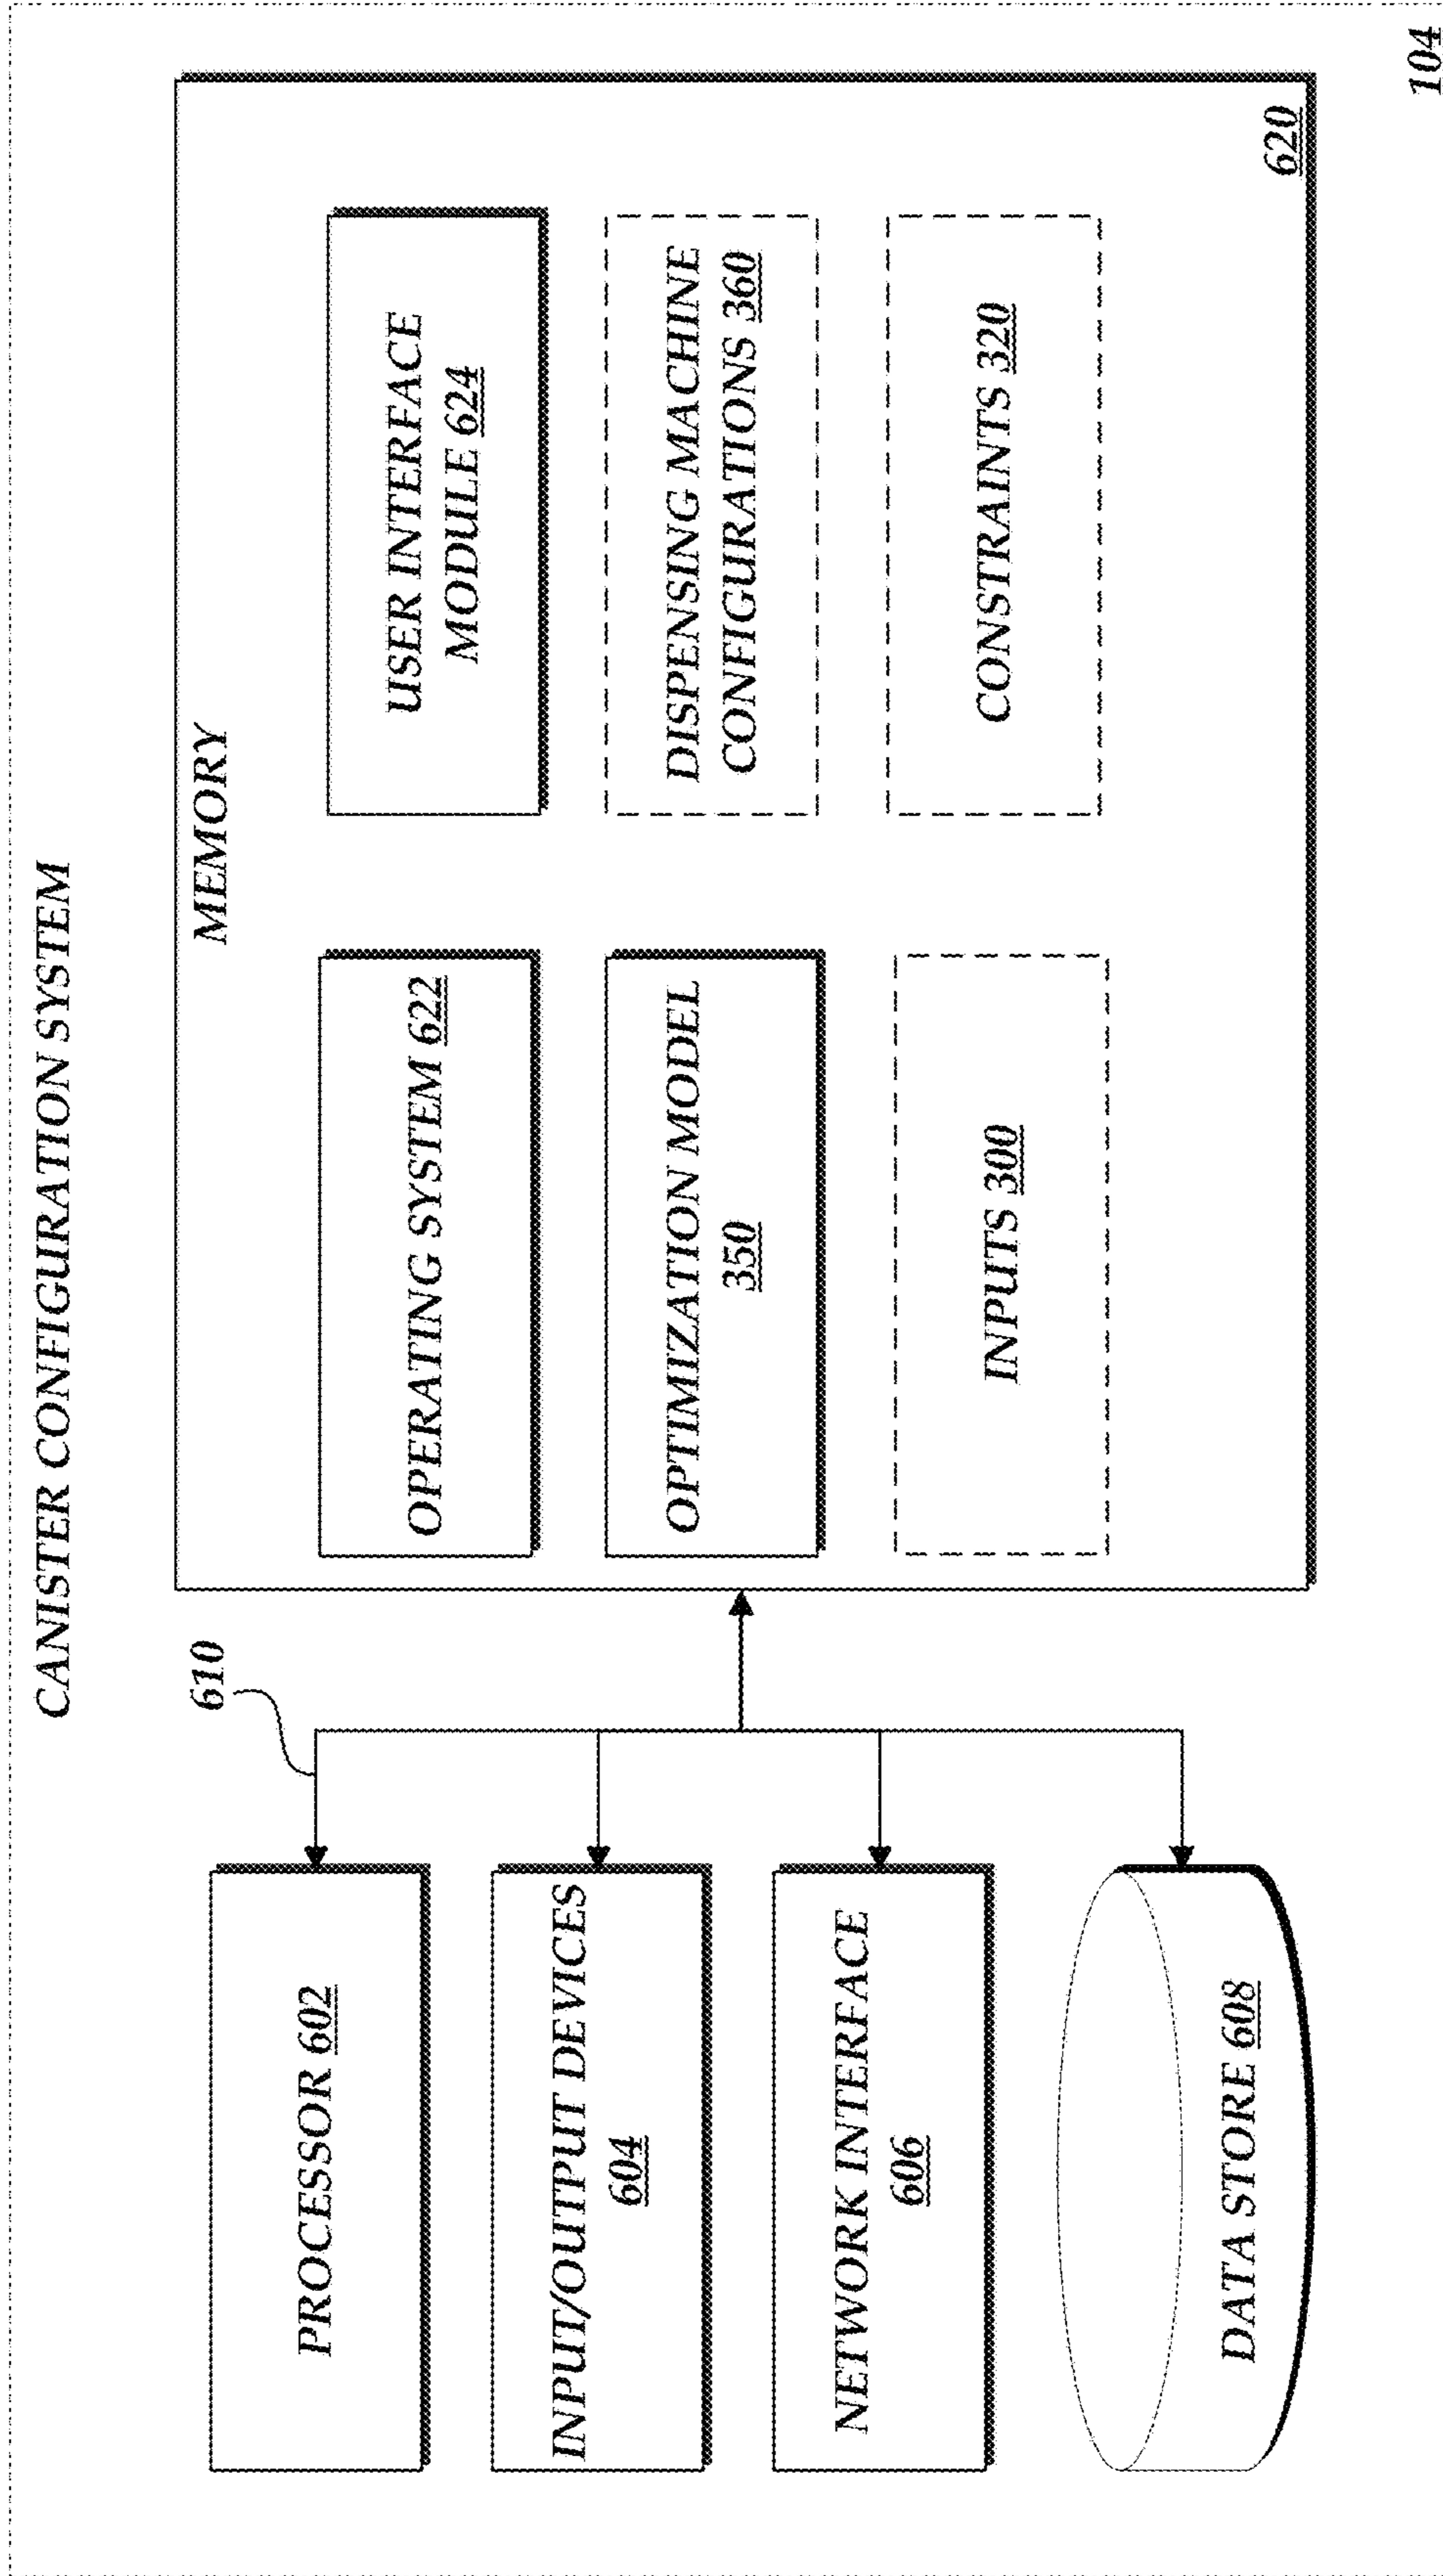 CANISTER CONFIGURATION SYSTEM
610
PROCESSOR 602
INPUT/OUTPUT DEVICES
604
NETWORK INTERFACE
606
DATA STORE 608
MEMORY
OPERATING SYSTEM 622
USER INTERFACE
MODULE 624
OPTIMIZATION MODEL
350
DISPENSING MACHINE
CONFIGURATIONS 360
INPUTS 300
CONSTRAINTS 320
620
104